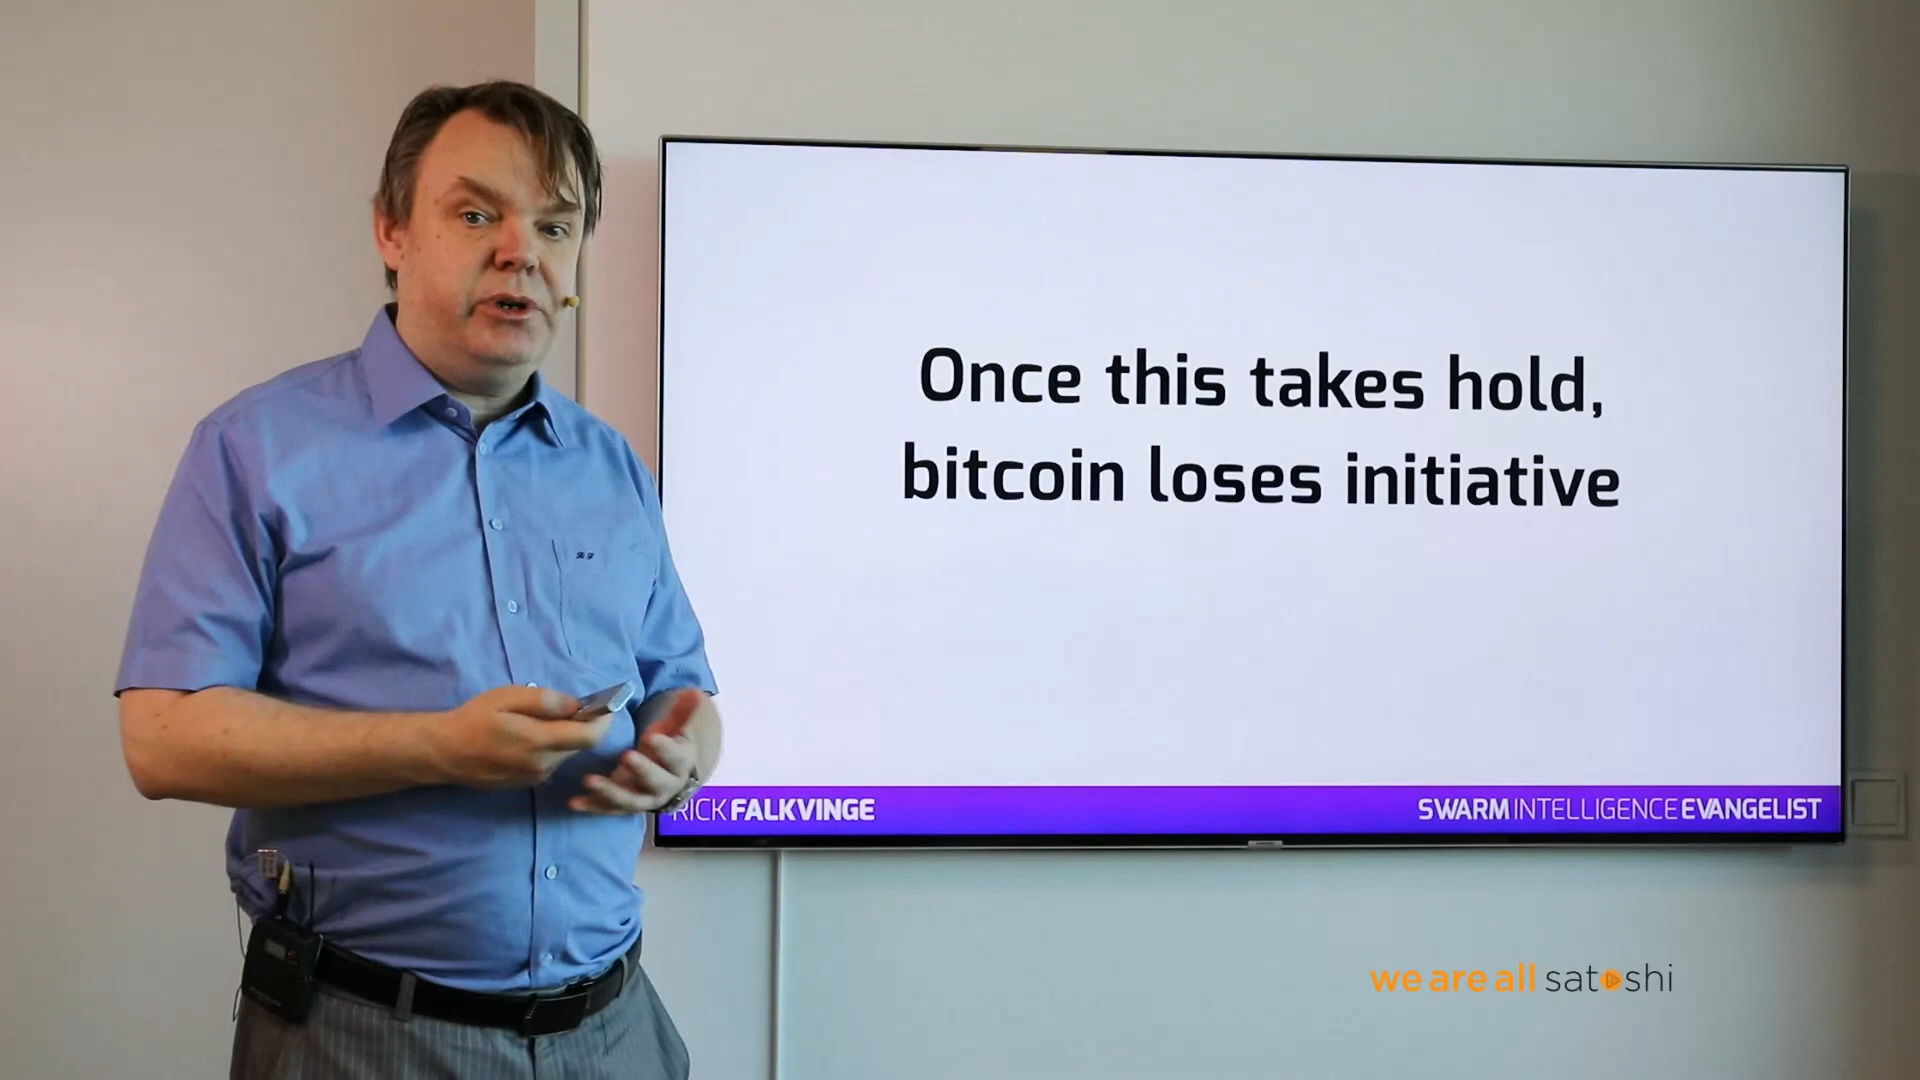 Once this takes hold,
bitcoin loses initiative
RICK FALKVINGE
SWARM INTELLIGENCE EVANGELIST
we are all satoshi